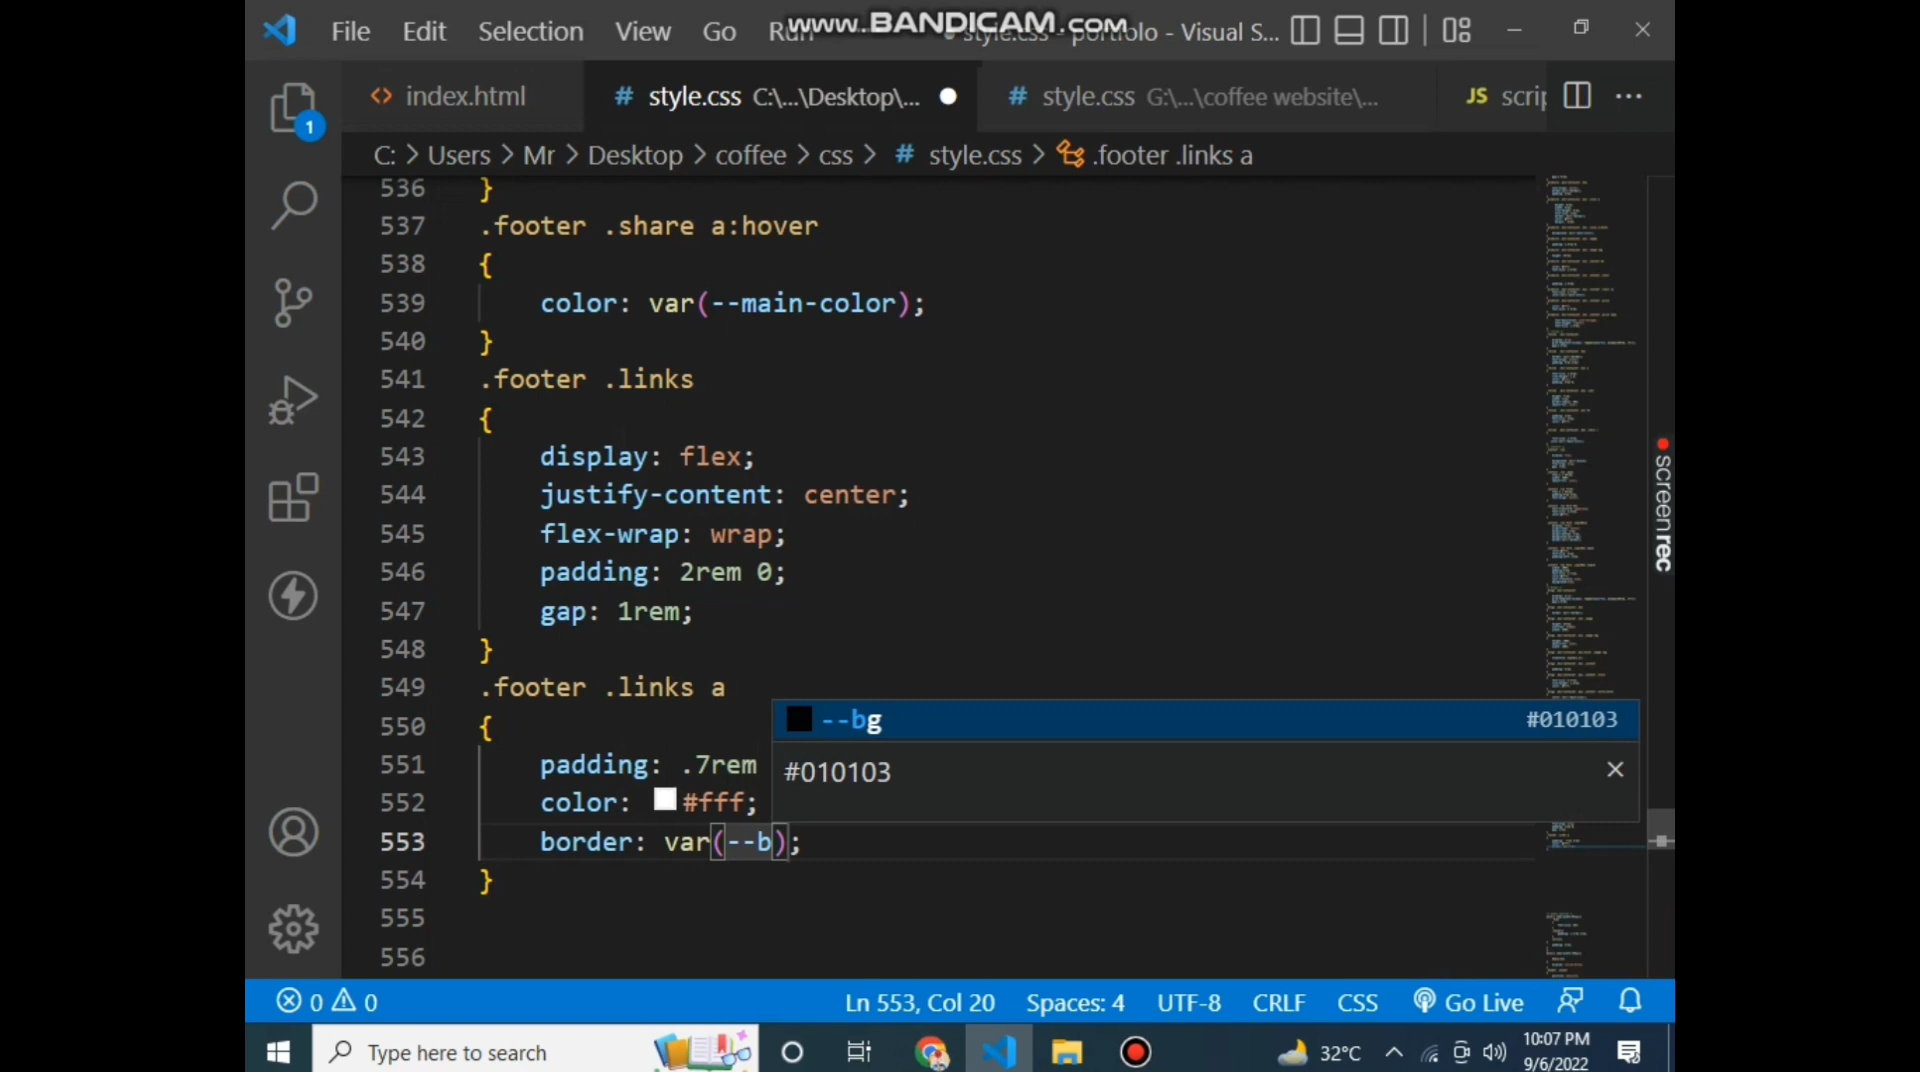 File Edit Selection View Go Run style.css - portfolo - Visual S...
www.BANDICAM.com
index.html
# style.css C:\...\Desktop\...
# style.css G:\...\coffee website\...
JS scrip
C: > Users > Mr > Desktop > coffee > css > # style.css > .footer .links a
536 }
537 .footer .share a:hover
538 {
539 color: var(--main-color);
540 }
541 .footer .links
542 {
543 display: flex;
544 justify-content: center;
545 flex-wrap: wrap;
546 padding: 2rem 0;
547 gap: 1rem;
548 }
549 .footer .links a
550 {
551 padding: .7rem
552 color: #fff;
553 border: var(--b);
554 }
555
556
--bg #010103
#010103
1
screenrec
0 0
Ln 553, Col 20 Spaces: 4 UTF-8 CRLF CSS Go Live
Type here to search
32°C
10:07 PM
9/6/2022